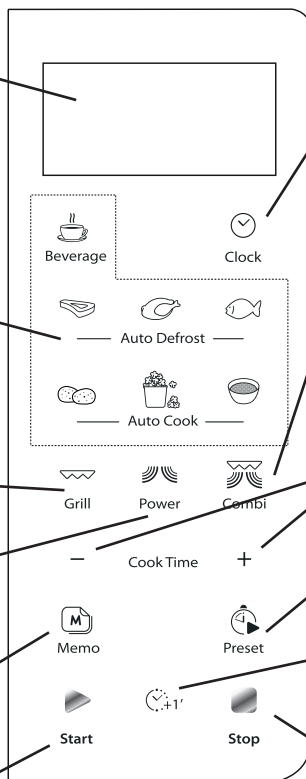 Beverage
Clock
Auto Defrost
Auto Cook
Grill Power Combi
− Cook Time +
M
Memo Preset
+1'
Start Stop